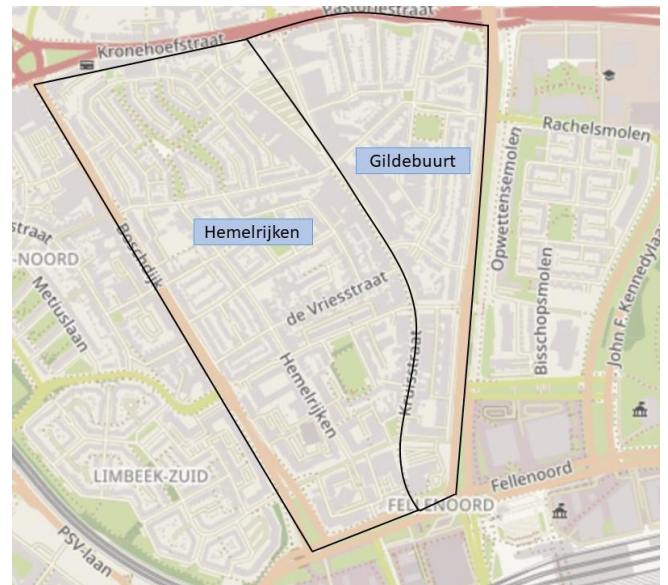 Pastoriestraat
Kronehoefstraat
Rachelsmolen
Gildebuurt
Opwettensemolen
Hemelrijken
straat
-NOORD
Boschdijk
Metiuslaan
John F. Kennedylaa
Bisschopsmolen
de Vriesstraat
Kruisstraat
Hemelrijken
LIMBEEK-ZUID
Fellenoord
FELLENOORD
PSV-laan